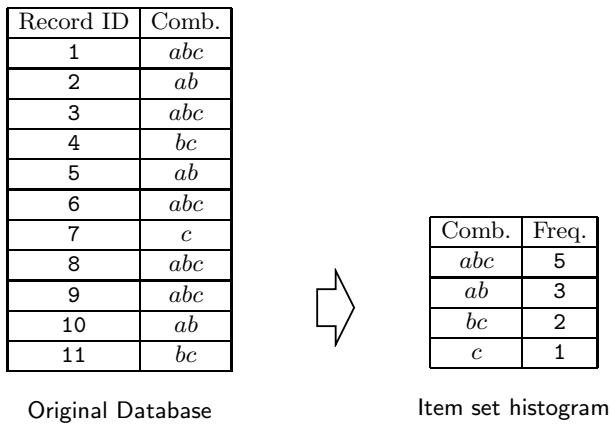 Record ID Comb.
1 abc
2 ab
3 abc
4 bc
5 ab
6 abc
7 c
8 abc
9 abc
10 ab
11 bc
Original Database
Comb. Freq.
abc 5
ab 3
bc 2
c 1
Item set histogram